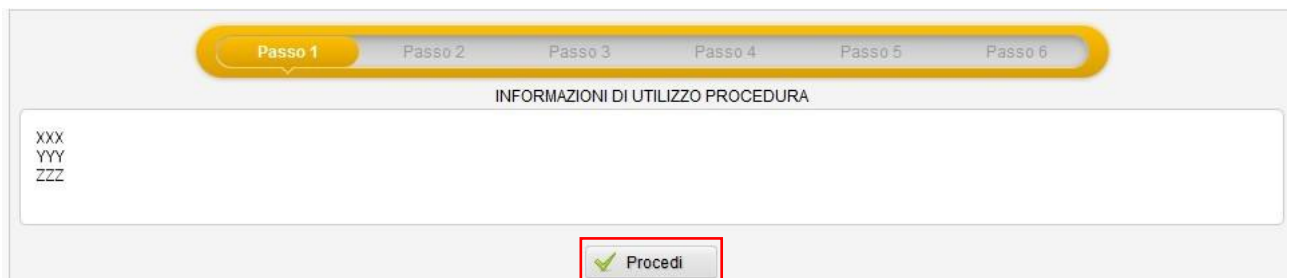 Passo 1 Passo 2 Passo 3 Passo 4 Passo 5 Passo 6
INFORMAZIONI DI UTILIZZO PROCEDURA
XXX
YYY
ZZZ
Procedi